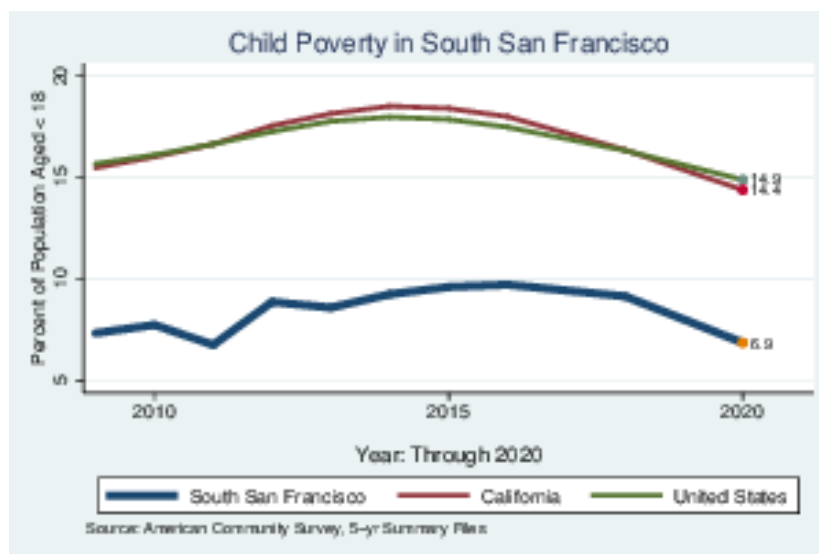 Child Poverty in South San Francisco
Percent of Population Aged < 18
20
15
10
5
14.9
14.4
6.9
2010 2015 2020
Year: Through 2020
South San Francisco California United States
Source: American Community Survey, 5-yr Summary Files